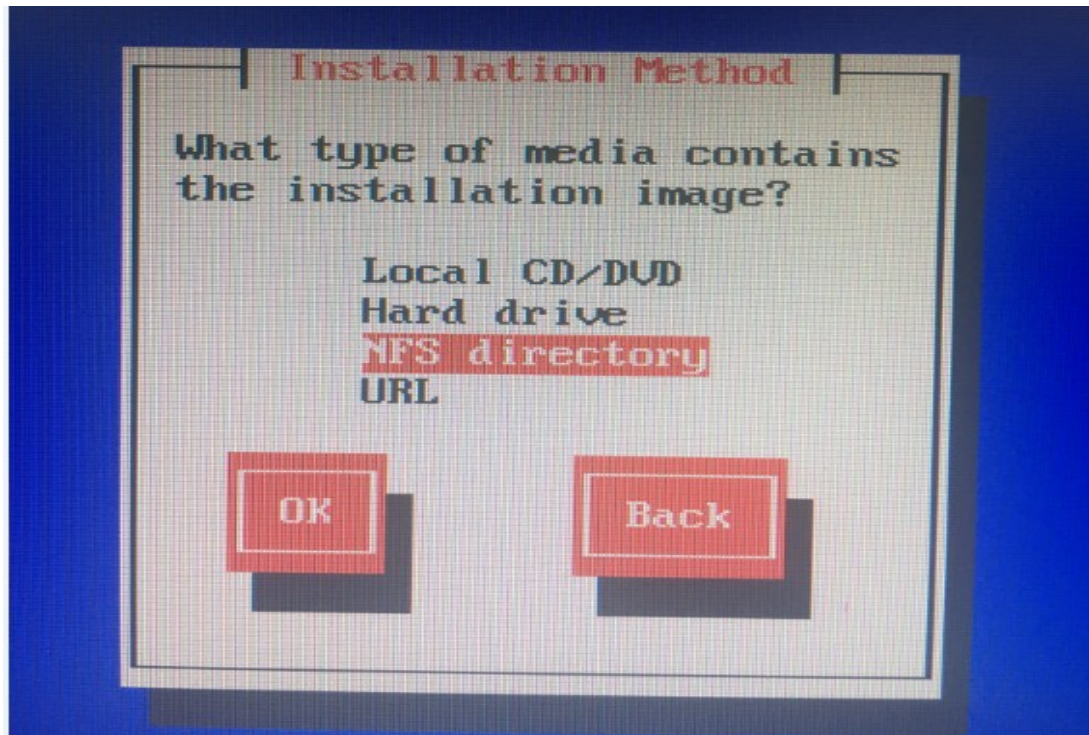 Installation Method
What type of media contains
the installation image?
Local CD/DVD
Hard drive
NFS directory
URL
OK
Back